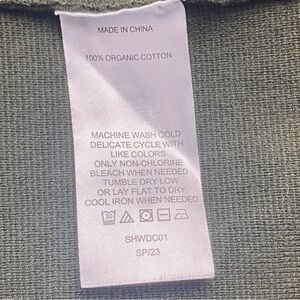 MADE IN CHINA
100% ORGANIC COTTON
MACHINE WASH COLD
DELICATE CYCLE WITH
LIKE COLORS
ONLY NON-CHLORINE
BLEACH WHEN NEEDED
TUMBLE DRY LOW
OR LAY FLAT TO DRY
COOL IRON WHEN NEEDED
SHWDC01
SP/23